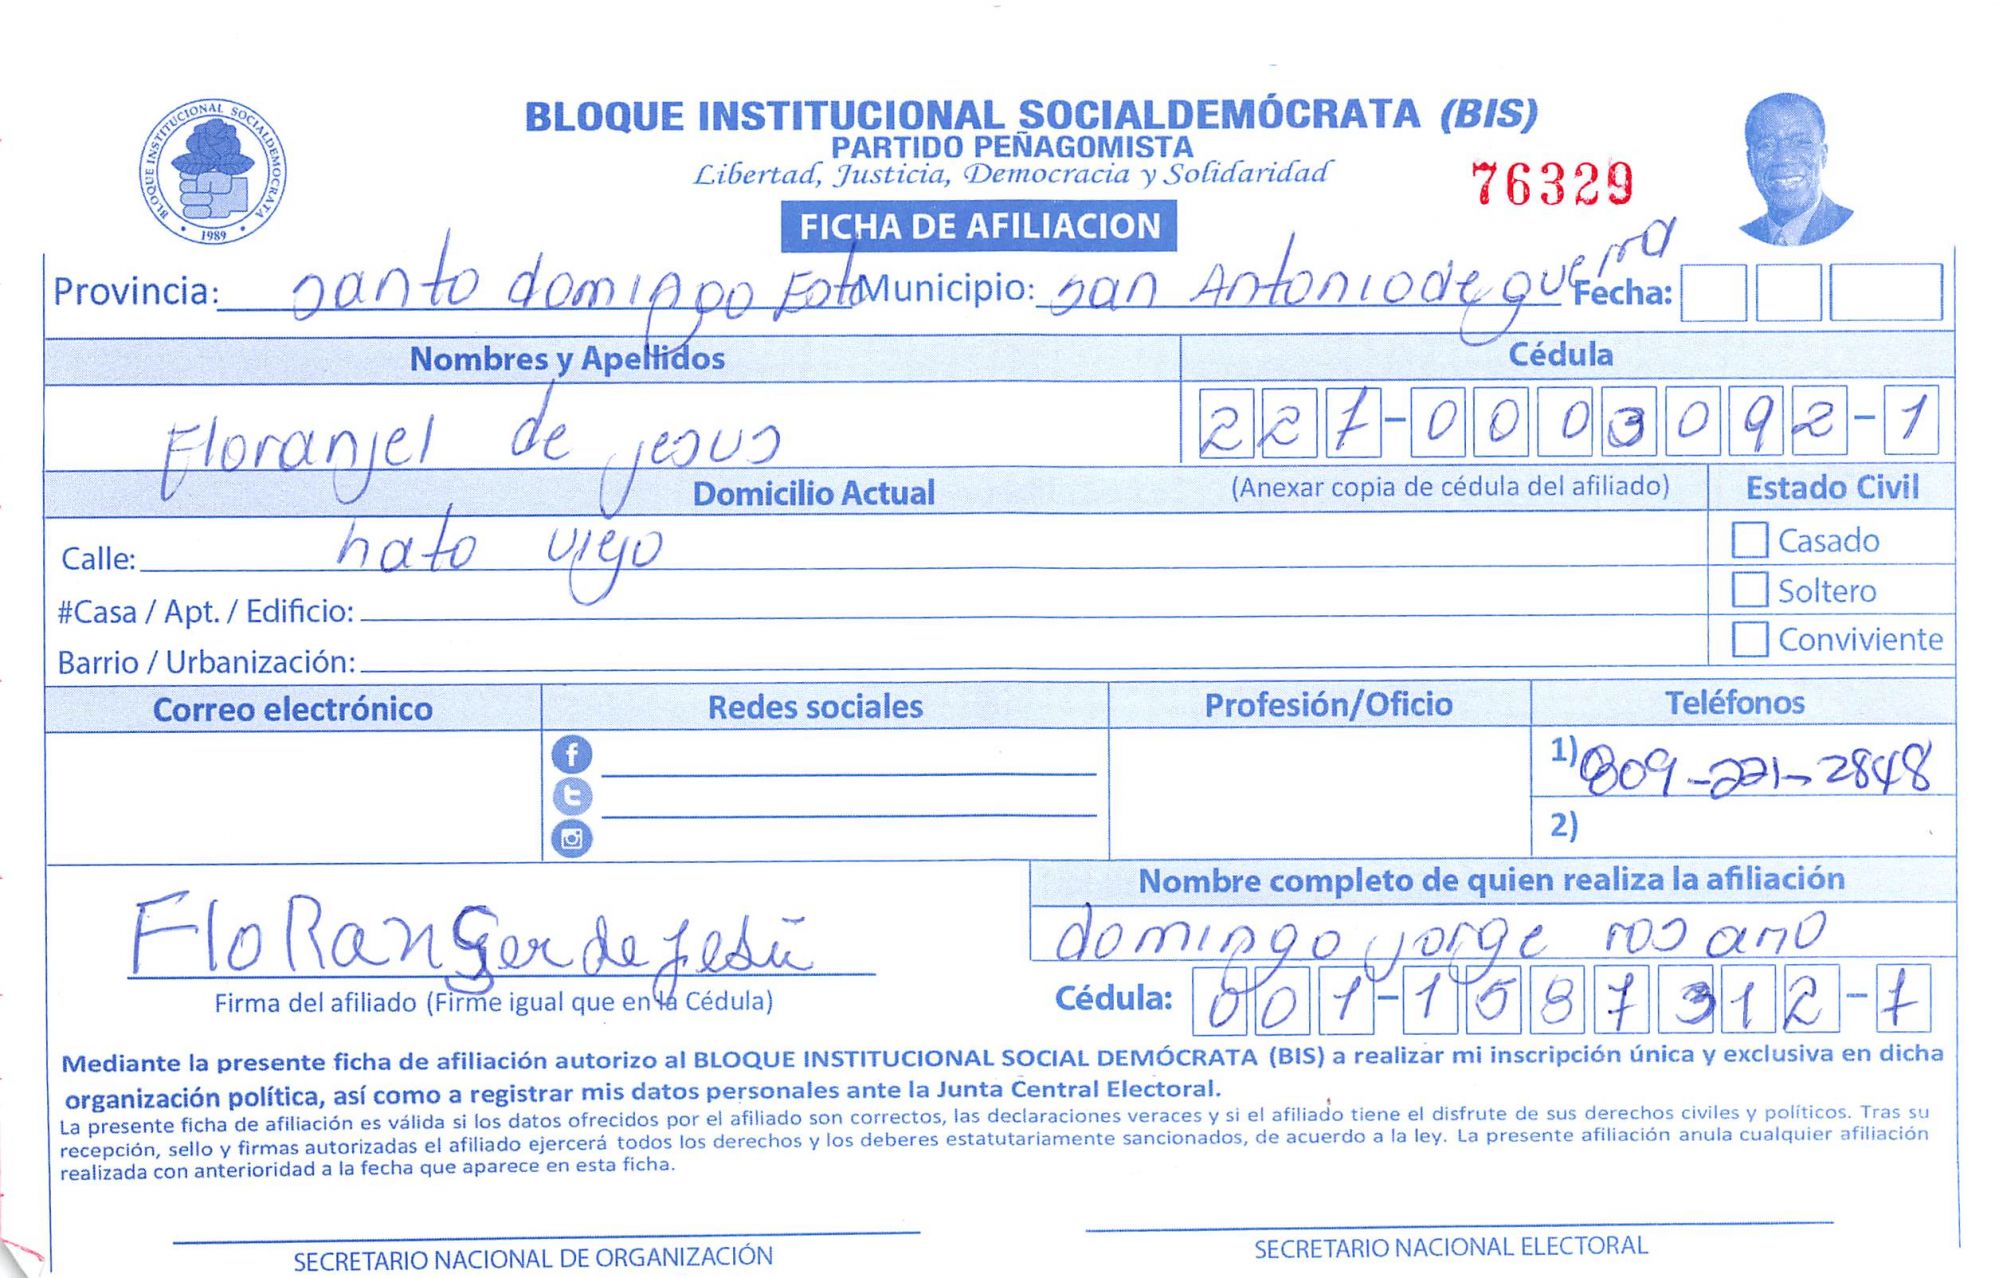 BLOQUE INSTITUCIONAL SOCIALDEMÓCRATA (BIS)
PARTIDO PEÑAGOMISTA
Libertad, Justicia, Democracia y Solidaridad
76329
BLOQUE INSTITUCIONAL SOCIALDEMOCRATA
1989
FICHA DE AFILIACION
Provincia: santo domingo Este Municipio: san Antonio de guerra Fecha:
Nombres y Apellidos Cédula
Floranjel de jesus 227-0003092-1
Domicilio Actual (Anexar copia de cédula del afiliado) Estado Civil
Calle: hato viejo Casado
#Casa / Apt. / Edificio: Soltero
Barrio / Urbanización: Conviviente
Correo electrónico Redes sociales Profesión/Oficio Teléfonos
1) 809-221-2848
2)
Nombre completo de quien realiza la afiliación
domingo jorge rosario
FloRanger de Jesú
Firma del afiliado (Firme igual que en la Cédula) Cédula: 001-1587312-7
Mediante la presente ficha de afiliación autorizo al BLOQUE INSTITUCIONAL SOCIAL DEMÓCRATA (BIS) a realizar mi inscripción única y exclusiva en dicha
organización política, así como a registrar mis datos personales ante la Junta Central Electoral.
La presente ficha de afiliación es válida si los datos ofrecidos por el afiliado son correctos, las declaraciones veraces y si el afiliado tiene el disfrute de sus derechos civiles y políticos. Tras su
recepción, sello y firmas autorizadas el afiliado ejercerá todos los derechos y los deberes estatutariamente sancionados, de acuerdo a la ley. La presente afiliación anula cualquier afiliación
realizada con anterioridad a la fecha que aparece en esta ficha.
SECRETARIO NACIONAL DE ORGANIZACIÓN SECRETARIO NACIONAL ELECTORAL